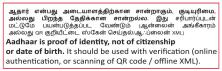 ஆதார் என்பது அடையாளத்திற்கான சான்றாகும், குடியுரிமை
அல்லது பிறந்த தேதிக்கான சான்றல்ல. இது சரிபார்ப்புடன்
மட்டுமே பயன்படுத்தப்பட வேண்டும் (ஆன்லைன் அங்கீகாரம்
அல்லது QR குறியீட்டை ஸ்கேன் செய்தல்/ஆஃப்லைன் XML).
Aadhaar is proof of identity, not of citizenship
or date of birth. It should be used with verification (online
authentication, or scanning of QR code / offline XML).